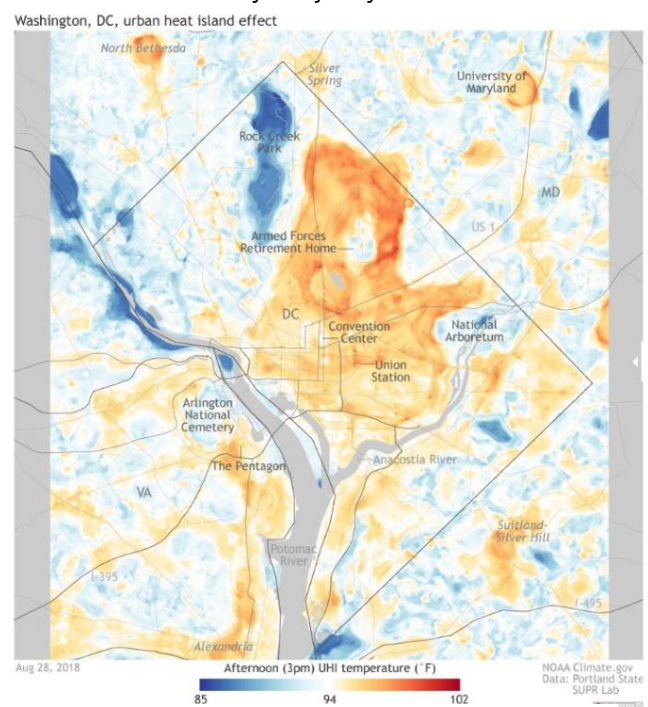 Washington, DC, urban heat island effect
North Bethesda
Silver
Spring
University of
Maryland
Rock Creek
Park
MD
US 1
Armed Forces
Retirement Home
DC
Convention
Center
National
Arboretum
Union
Station
Arlington
National
Cemetery
The Pentagon
Anacostia River
VA
Suitland-
Silver Hill
Potomac
River
I-395
I-495
Alexandria
Aug 28, 2018
Afternoon (3pm) UHI temperature (°F)
85
94
102
NOAA Climate.gov
Data: Portland State
SUPR Lab